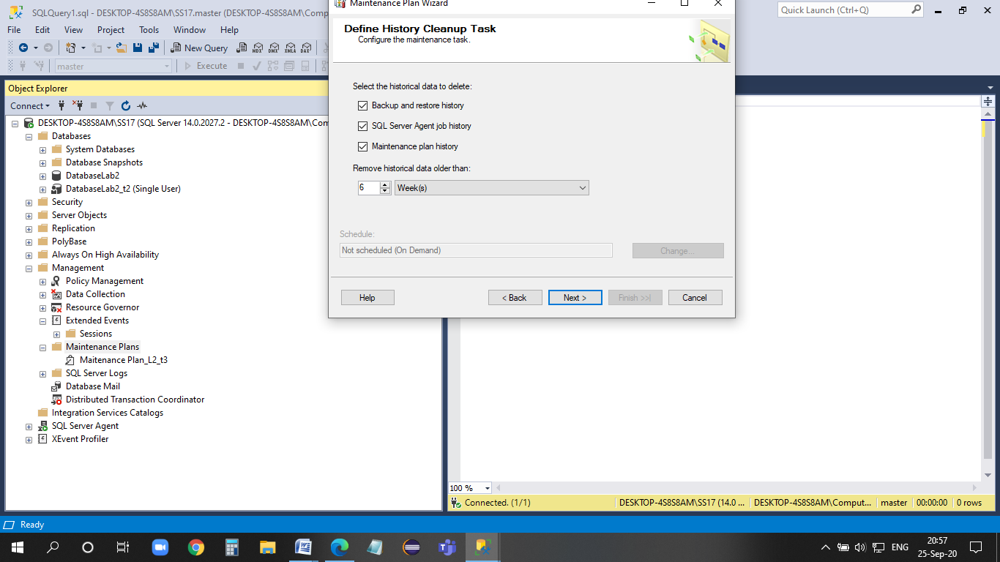 SQLQuery1.sql - DESKTOP-4S8S8AM\SS17.master (DESKTOP-4S8S8AM\Comp
Quick Launch (Ctrl+Q)
File Edit View Project Tools Window Help
New Query MDX DMX XMLA DAX
master Execute
Object Explorer
Connect
DESKTOP-4S8S8AM\SS17 (SQL Server 14.0.2027.2 - DESKTOP-4S8S8AM\Com
Databases
System Databases
Database Snapshots
DatabaseLab2
DatabaseLab2_t2 (Single User)
Security
Server Objects
Replication
PolyBase
Always On High Availability
Management
Policy Management
Data Collection
Resource Governor
Extended Events
Sessions
Maintenance Plans
Maitenance Plan_L2_t3
SQL Server Logs
Database Mail
Distributed Transaction Coordinator
Integration Services Catalogs
SQL Server Agent
XEvent Profiler
Maintenance Plan Wizard
Define History Cleanup Task
Configure the maintenance task.
Select the historical data to delete:
Backup and restore history
SQL Server Agent job history
Maintenance plan history
Remove historical data older than:
6 Week(s)
Schedule:
Not scheduled (On Demand) Change...
Help < Back Next > Finish >>| Cancel
100 %
Connected. (1/1) DESKTOP-4S8S8AM\SS17 (14.0 ... DESKTOP-4S8S8AM\Comput... master 00:00:00 0 rows
Ready
ENG 20:57
25-Sep-20